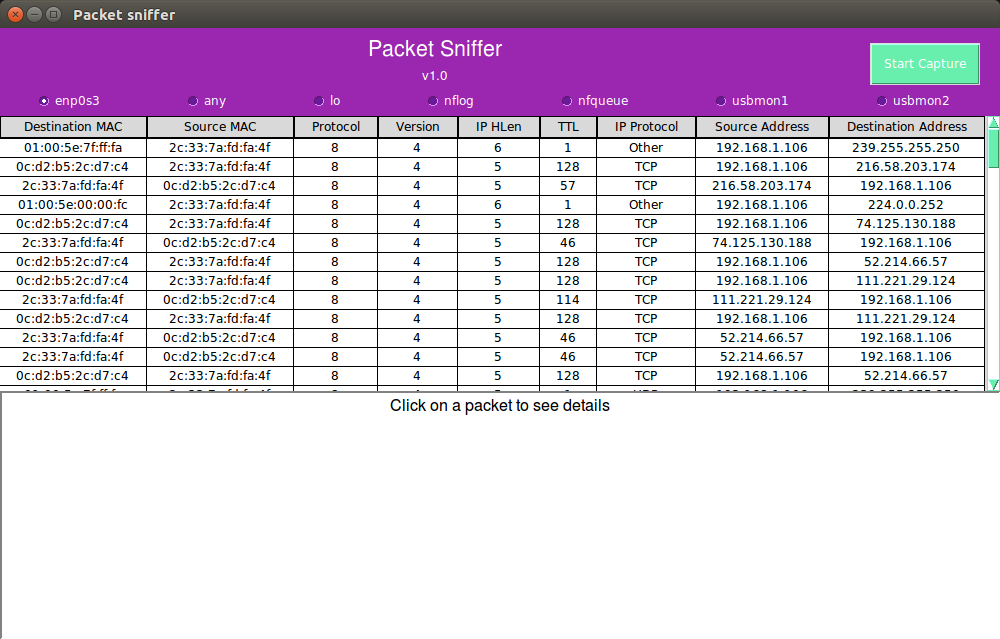 Packet sniffer
Packet Sniffer
v1.0
Start Capture
enp0s3 any lo nflog nfqueue usbmon1 usbmon2
Destination MAC Source MAC Protocol Version IP HLen TTL IP Protocol Source Address Destination Address
01:00:5e:7f:ff:fa 2c:33:7a:fd:fa:4f 8 4 6 1 Other 192.168.1.106 239.255.255.250
0c:d2:b5:2c:d7:c4 2c:33:7a:fd:fa:4f 8 4 5 128 TCP 192.168.1.106 216.58.203.174
2c:33:7a:fd:fa:4f 0c:d2:b5:2c:d7:c4 8 4 5 57 TCP 216.58.203.174 192.168.1.106
01:00:5e:00:00:fc 2c:33:7a:fd:fa:4f 8 4 6 1 Other 192.168.1.106 224.0.0.252
0c:d2:b5:2c:d7:c4 2c:33:7a:fd:fa:4f 8 4 5 128 TCP 192.168.1.106 74.125.130.188
2c:33:7a:fd:fa:4f 0c:d2:b5:2c:d7:c4 8 4 5 46 TCP 74.125.130.188 192.168.1.106
0c:d2:b5:2c:d7:c4 2c:33:7a:fd:fa:4f 8 4 5 128 TCP 192.168.1.106 52.214.66.57
0c:d2:b5:2c:d7:c4 2c:33:7a:fd:fa:4f 8 4 5 128 TCP 192.168.1.106 111.221.29.124
2c:33:7a:fd:fa:4f 0c:d2:b5:2c:d7:c4 8 4 5 114 TCP 111.221.29.124 192.168.1.106
0c:d2:b5:2c:d7:c4 2c:33:7a:fd:fa:4f 8 4 5 128 TCP 192.168.1.106 111.221.29.124
2c:33:7a:fd:fa:4f 0c:d2:b5:2c:d7:c4 8 4 5 46 TCP 52.214.66.57 192.168.1.106
2c:33:7a:fd:fa:4f 0c:d2:b5:2c:d7:c4 8 4 5 46 TCP 52.214.66.57 192.168.1.106
0c:d2:b5:2c:d7:c4 2c:33:7a:fd:fa:4f 8 4 5 128 TCP 192.168.1.106 52.214.66.57
Click on a packet to see details